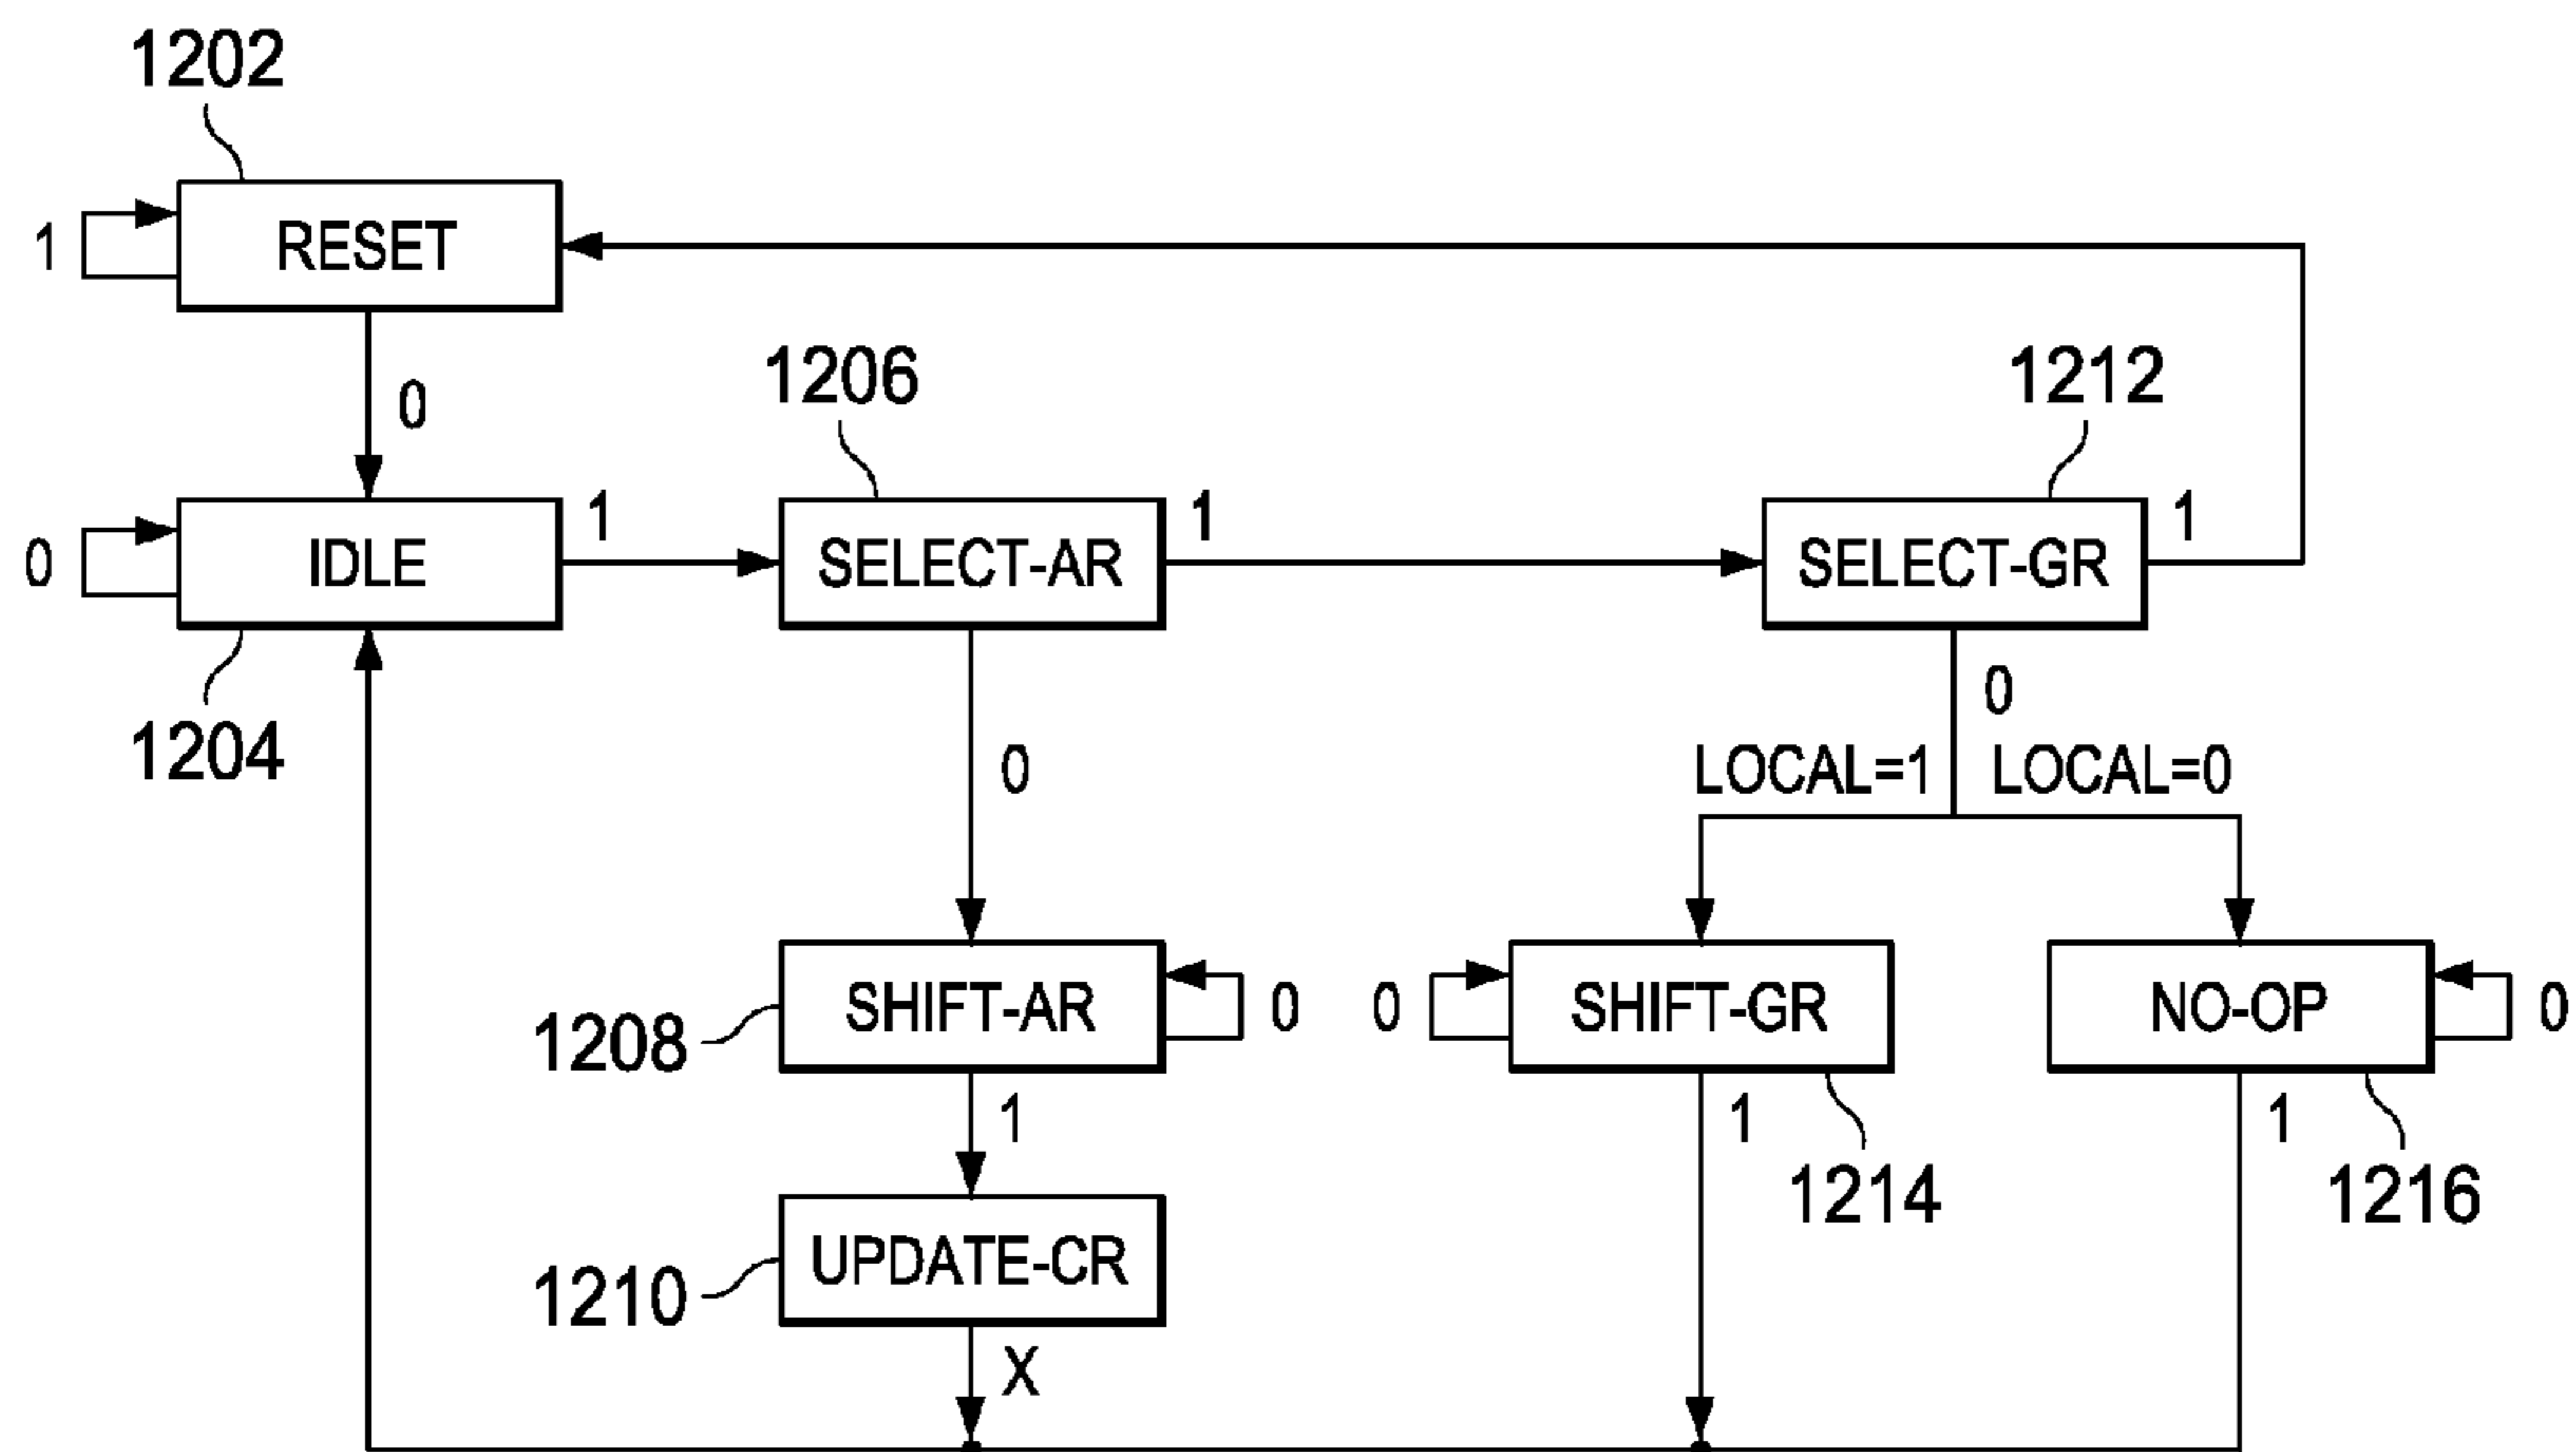 1202
1
RESET
0
1206
1212
0
IDLE
1
SELECT-AR
1
SELECT-GR
1
1204
0
0
LOCAL=1
LOCAL=0
1208
SHIFT-AR
0
0
SHIFT-GR
NO-OP
0
1
1
1
1214
1216
1210
UPDATE-CR
X